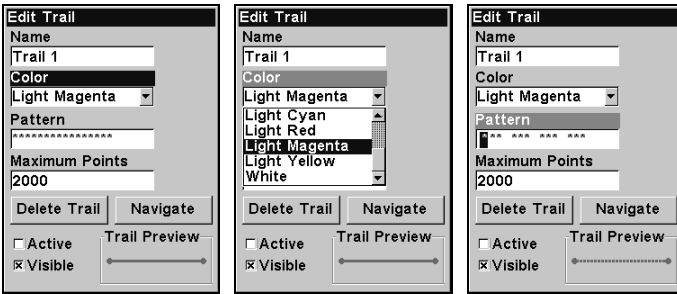 Edit Trail
Name
Trail 1
Color
Light Magenta
Pattern
***************
Maximum Points
2000
Delete Trail
Navigate
Active
Visible
Trail Preview
Edit Trail
Name
Trail 1
Color
Light Magenta
Light Cyan
Light Red
Light Magenta
Light Yellow
White
Delete Trail
Navigate
Active
Visible
Trail Preview
Edit Trail
Name
Trail 1
Color
Light Magenta
Pattern
*** *** *** ***
Maximum Points
2000
Delete Trail
Navigate
Active
Visible
Trail Preview